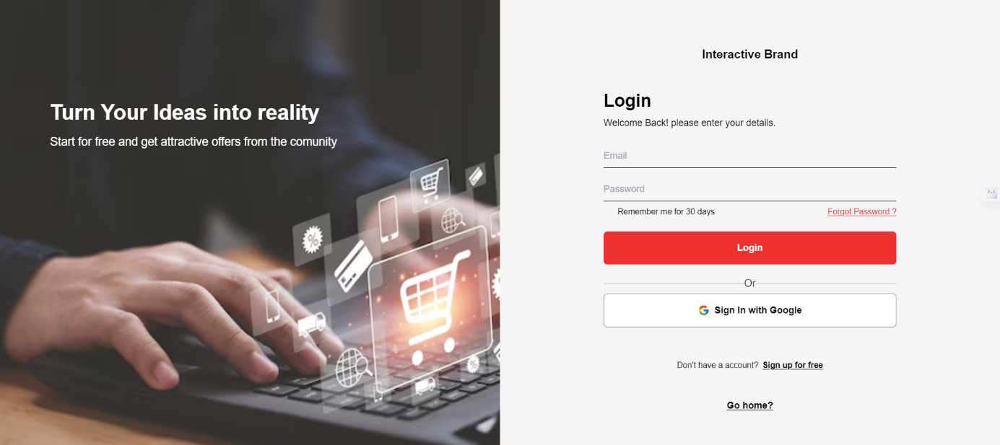 Interactive Brand
Turn Your Ideas into reality
Start for free and get attractive offers from the comunity
Login
Welcome Back! please enter your details.
Email
Password
Remember me for 30 days
Forgot Password ?
Login
Or
Sign In with Google
Don't have a account? Sign up for free
Go home?